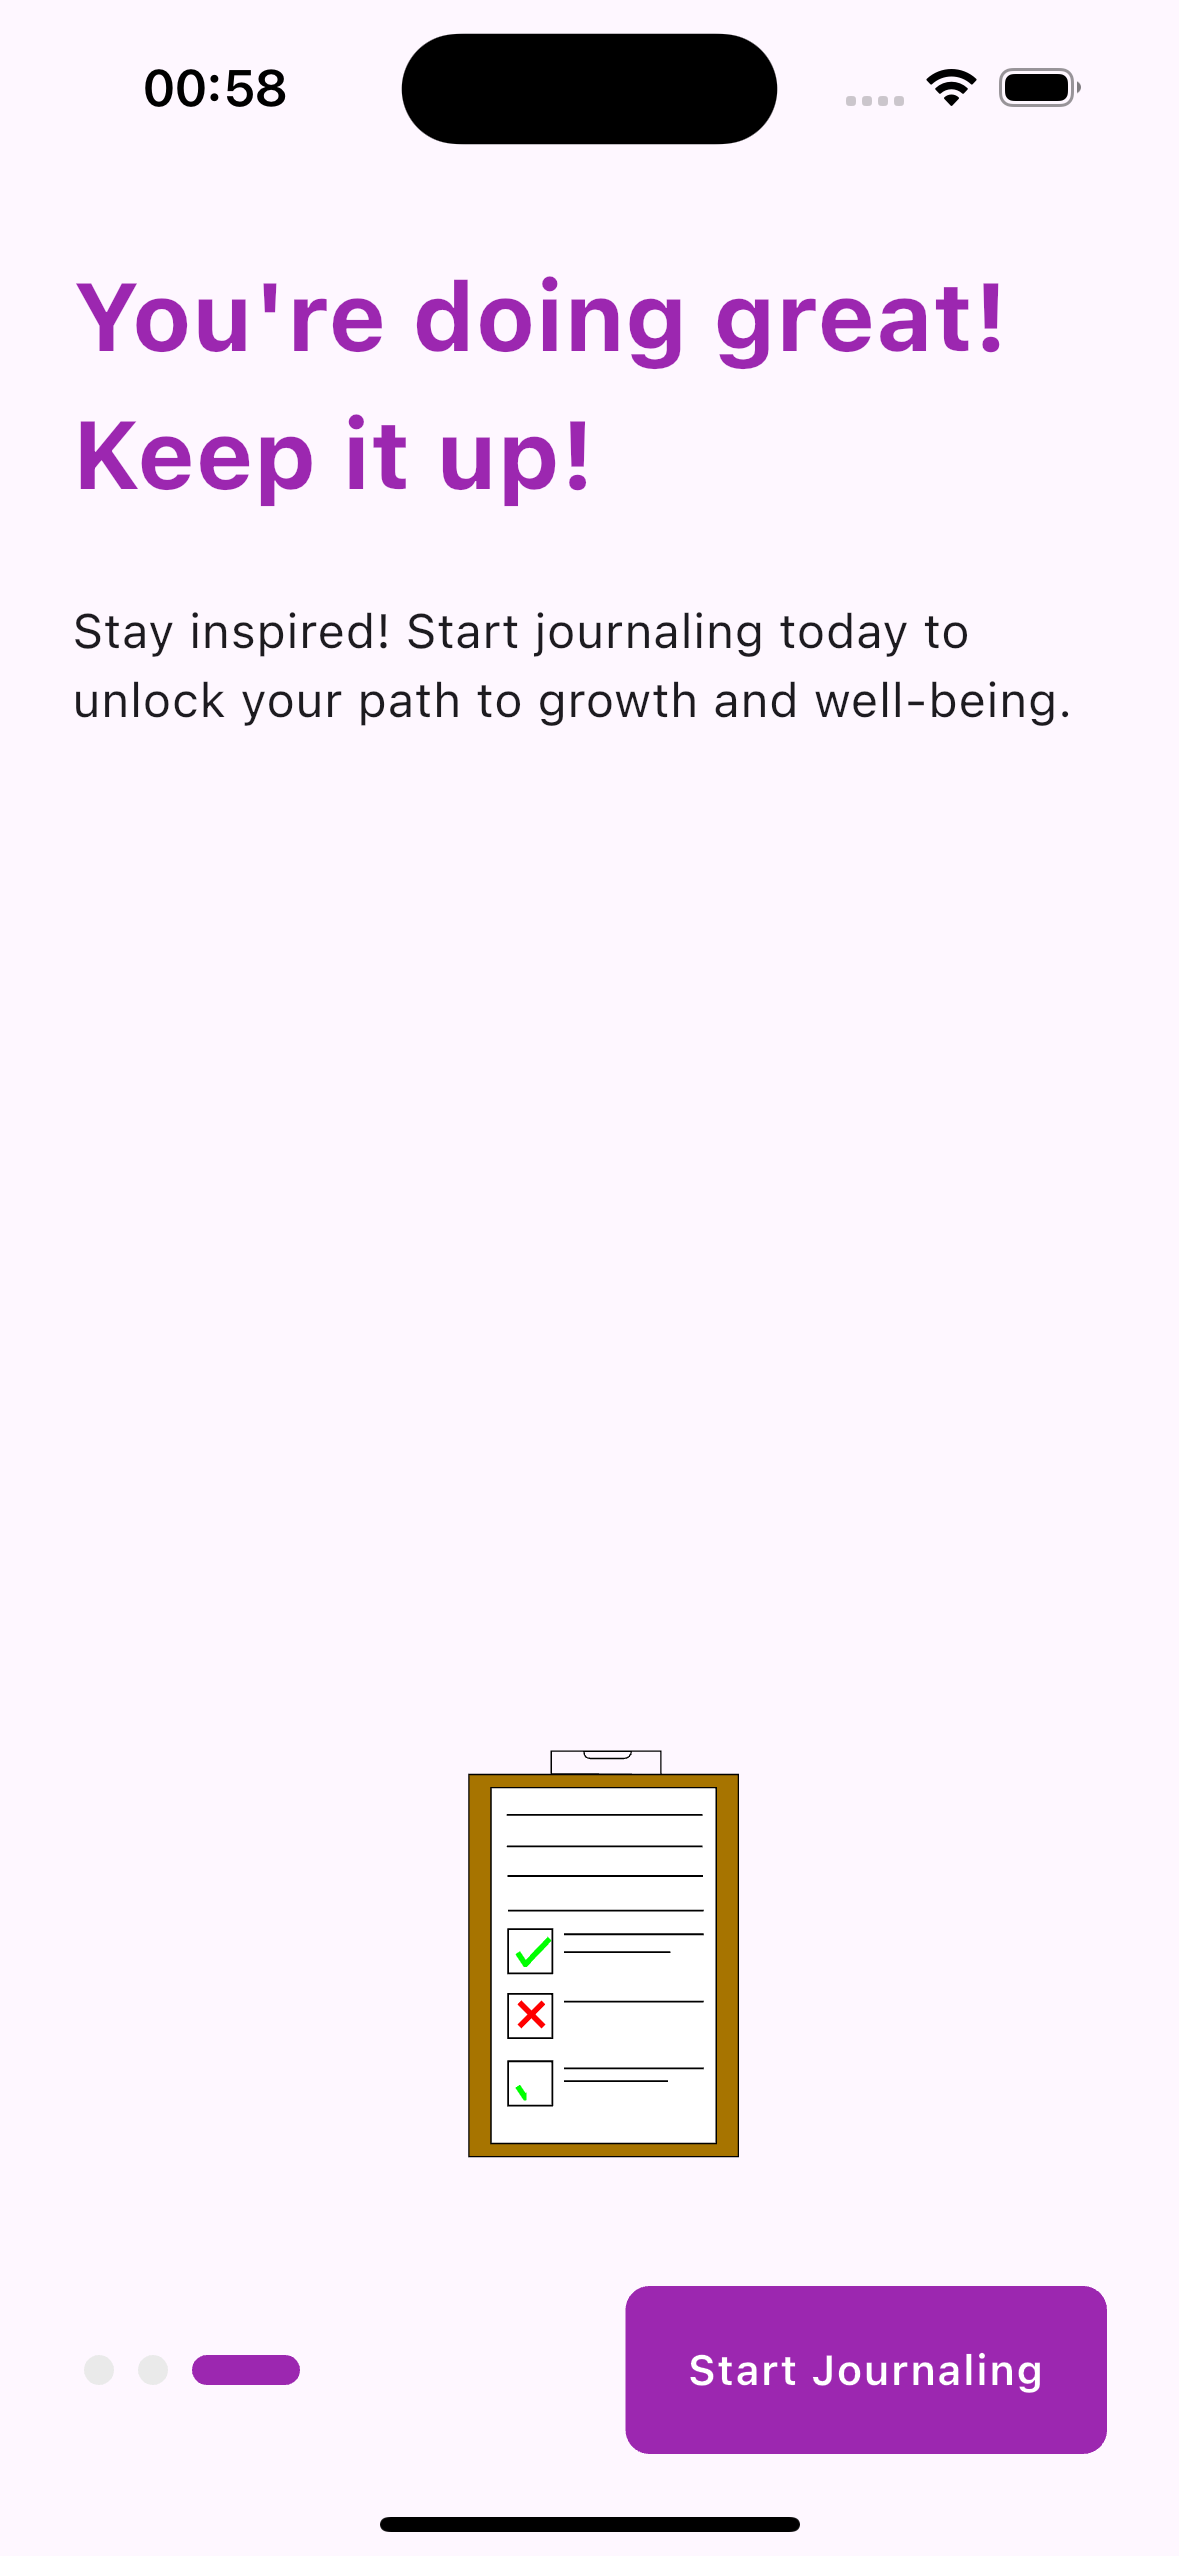 00:58
You're doing great!
Keep it up!
Stay inspired! Start journaling today to
unlock your path to growth and well-being.
Start Journaling